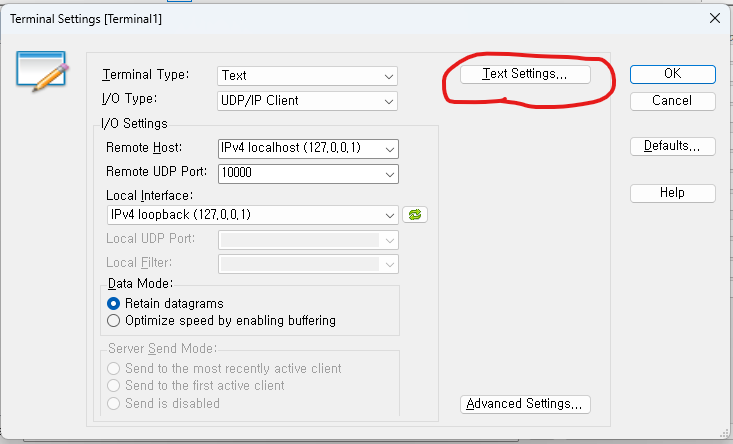 Terminal Settings [Terminal1]
Terminal Type: Text
Text Settings...
OK
I/O Type: UDP/IP Client
Cancel
I/O Settings
Remote Host: IPv4 localhost (127,0,0,1)
Defaults...
Remote UDP Port: 10000
Local Interface:
Help
IPv4 loopback (127,0,0,1)
Local UDP Port:
Local Filter:
Data Mode:
Retain datagrams
Optimize speed by enabling buffering
Server Send Mode:
Send to the most recently active client
Send to the first active client
Send is disabled
Advanced Settings...